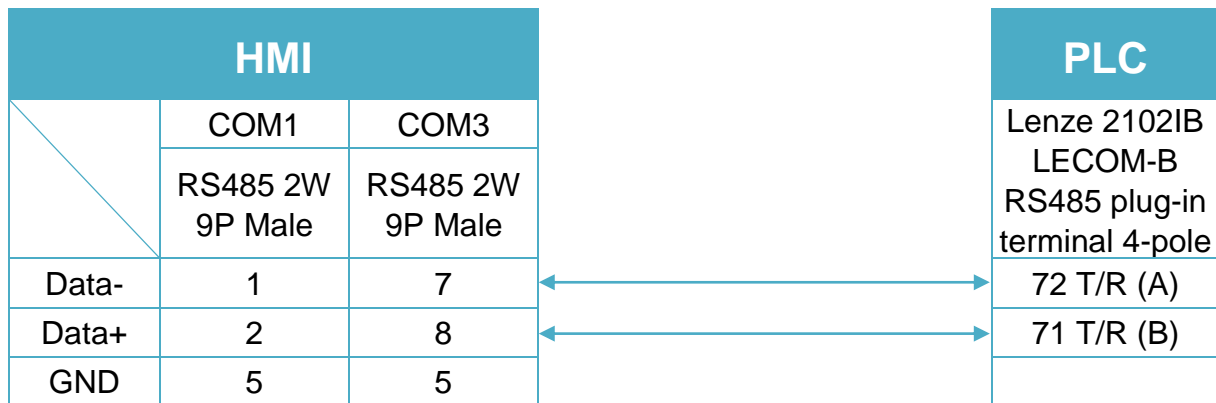 HMI
PLC
COM1 COM3
RS485 2W RS485 2W
9P Male 9P Male
Lenze 2102IB
LECOM-B
RS485 plug-in
terminal 4-pole
Data- 1 7 72 T/R (A)
Data+ 2 8 71 T/R (B)
GND 5 5